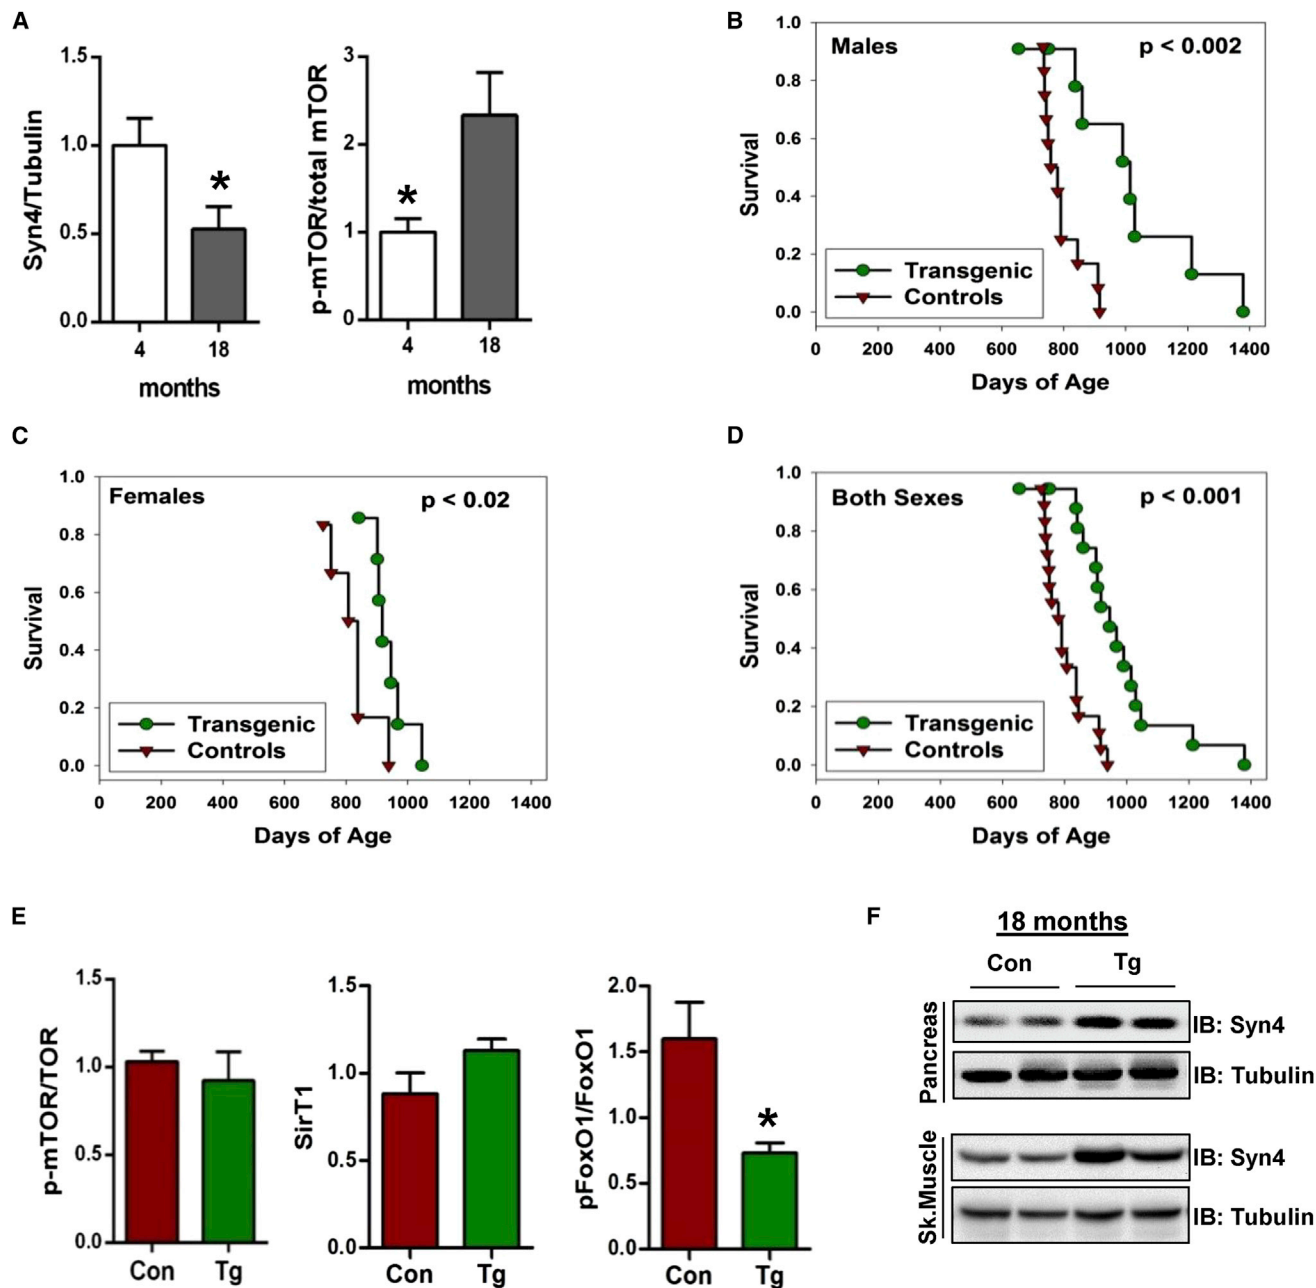 A
Syn4/Tubulin
1.5
1.0
0.5
0.0
*
4 18
months
p-mTOR/total mTOR
3
2
1
0
*
4 18
months
B
Males
p < 0.002
Survival
1.0
0.8
0.6
0.4
0.2
0.0
Transgenic
Controls
0 200 400 600 800 1000 1200 1400
Days of Age
C
Females
p < 0.02
Survival
1.0
0.8
0.6
0.4
0.2
0.0
Transgenic
Controls
0 200 400 600 800 1000 1200 1400
Days of Age
D
Both Sexes
p < 0.001
Survival
1.0
0.8
0.6
0.4
0.2
0.0
Transgenic
Controls
0 200 400 600 800 1000 1200 1400
Days of Age
E
p-mTOR/TOR
1.5
1.0
0.5
0.0
Con Tg
SirT1
1.5
1.0
0.5
0.0
Con Tg
pFoxO1/FoxO1
2.0
1.5
1.0
0.5
0.0
*
Con Tg
F
18 months
Con Tg
Pancreas
IB: Syn4
IB: Tubulin
Sk.Muscle
IB: Syn4
IB: Tubulin